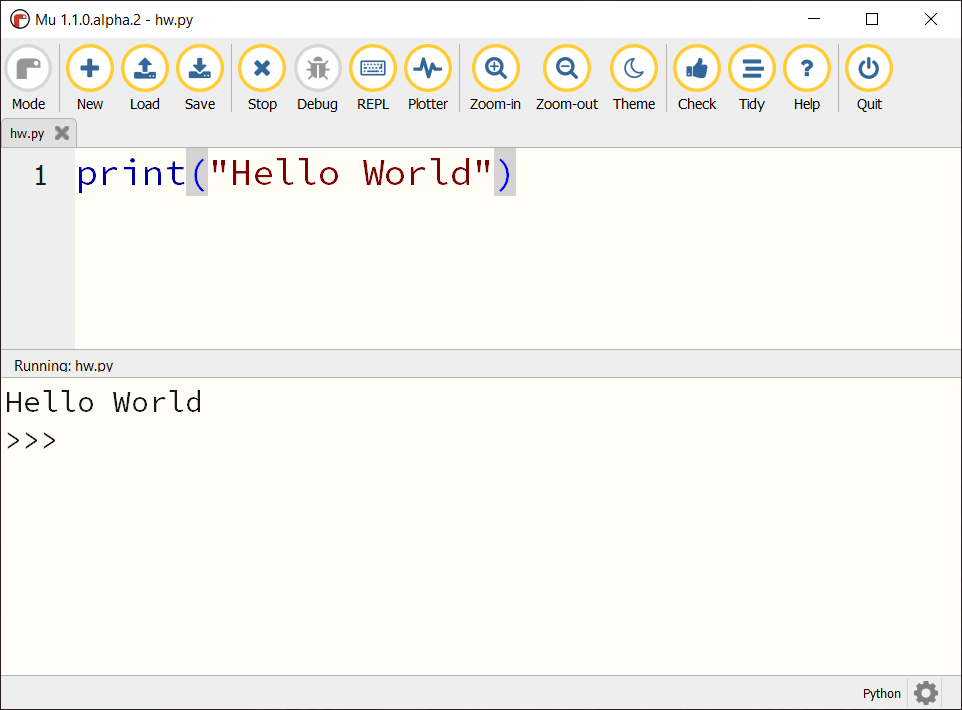 Mu 1.1.0.alpha.2 - hw.py
Mode New Load Save Stop Debug REPL Plotter Zoom-in Zoom-out Theme Check Tidy Help Quit
hw.py
1 print("Hello World")
Running: hw.py
Hello World
>>>
Python